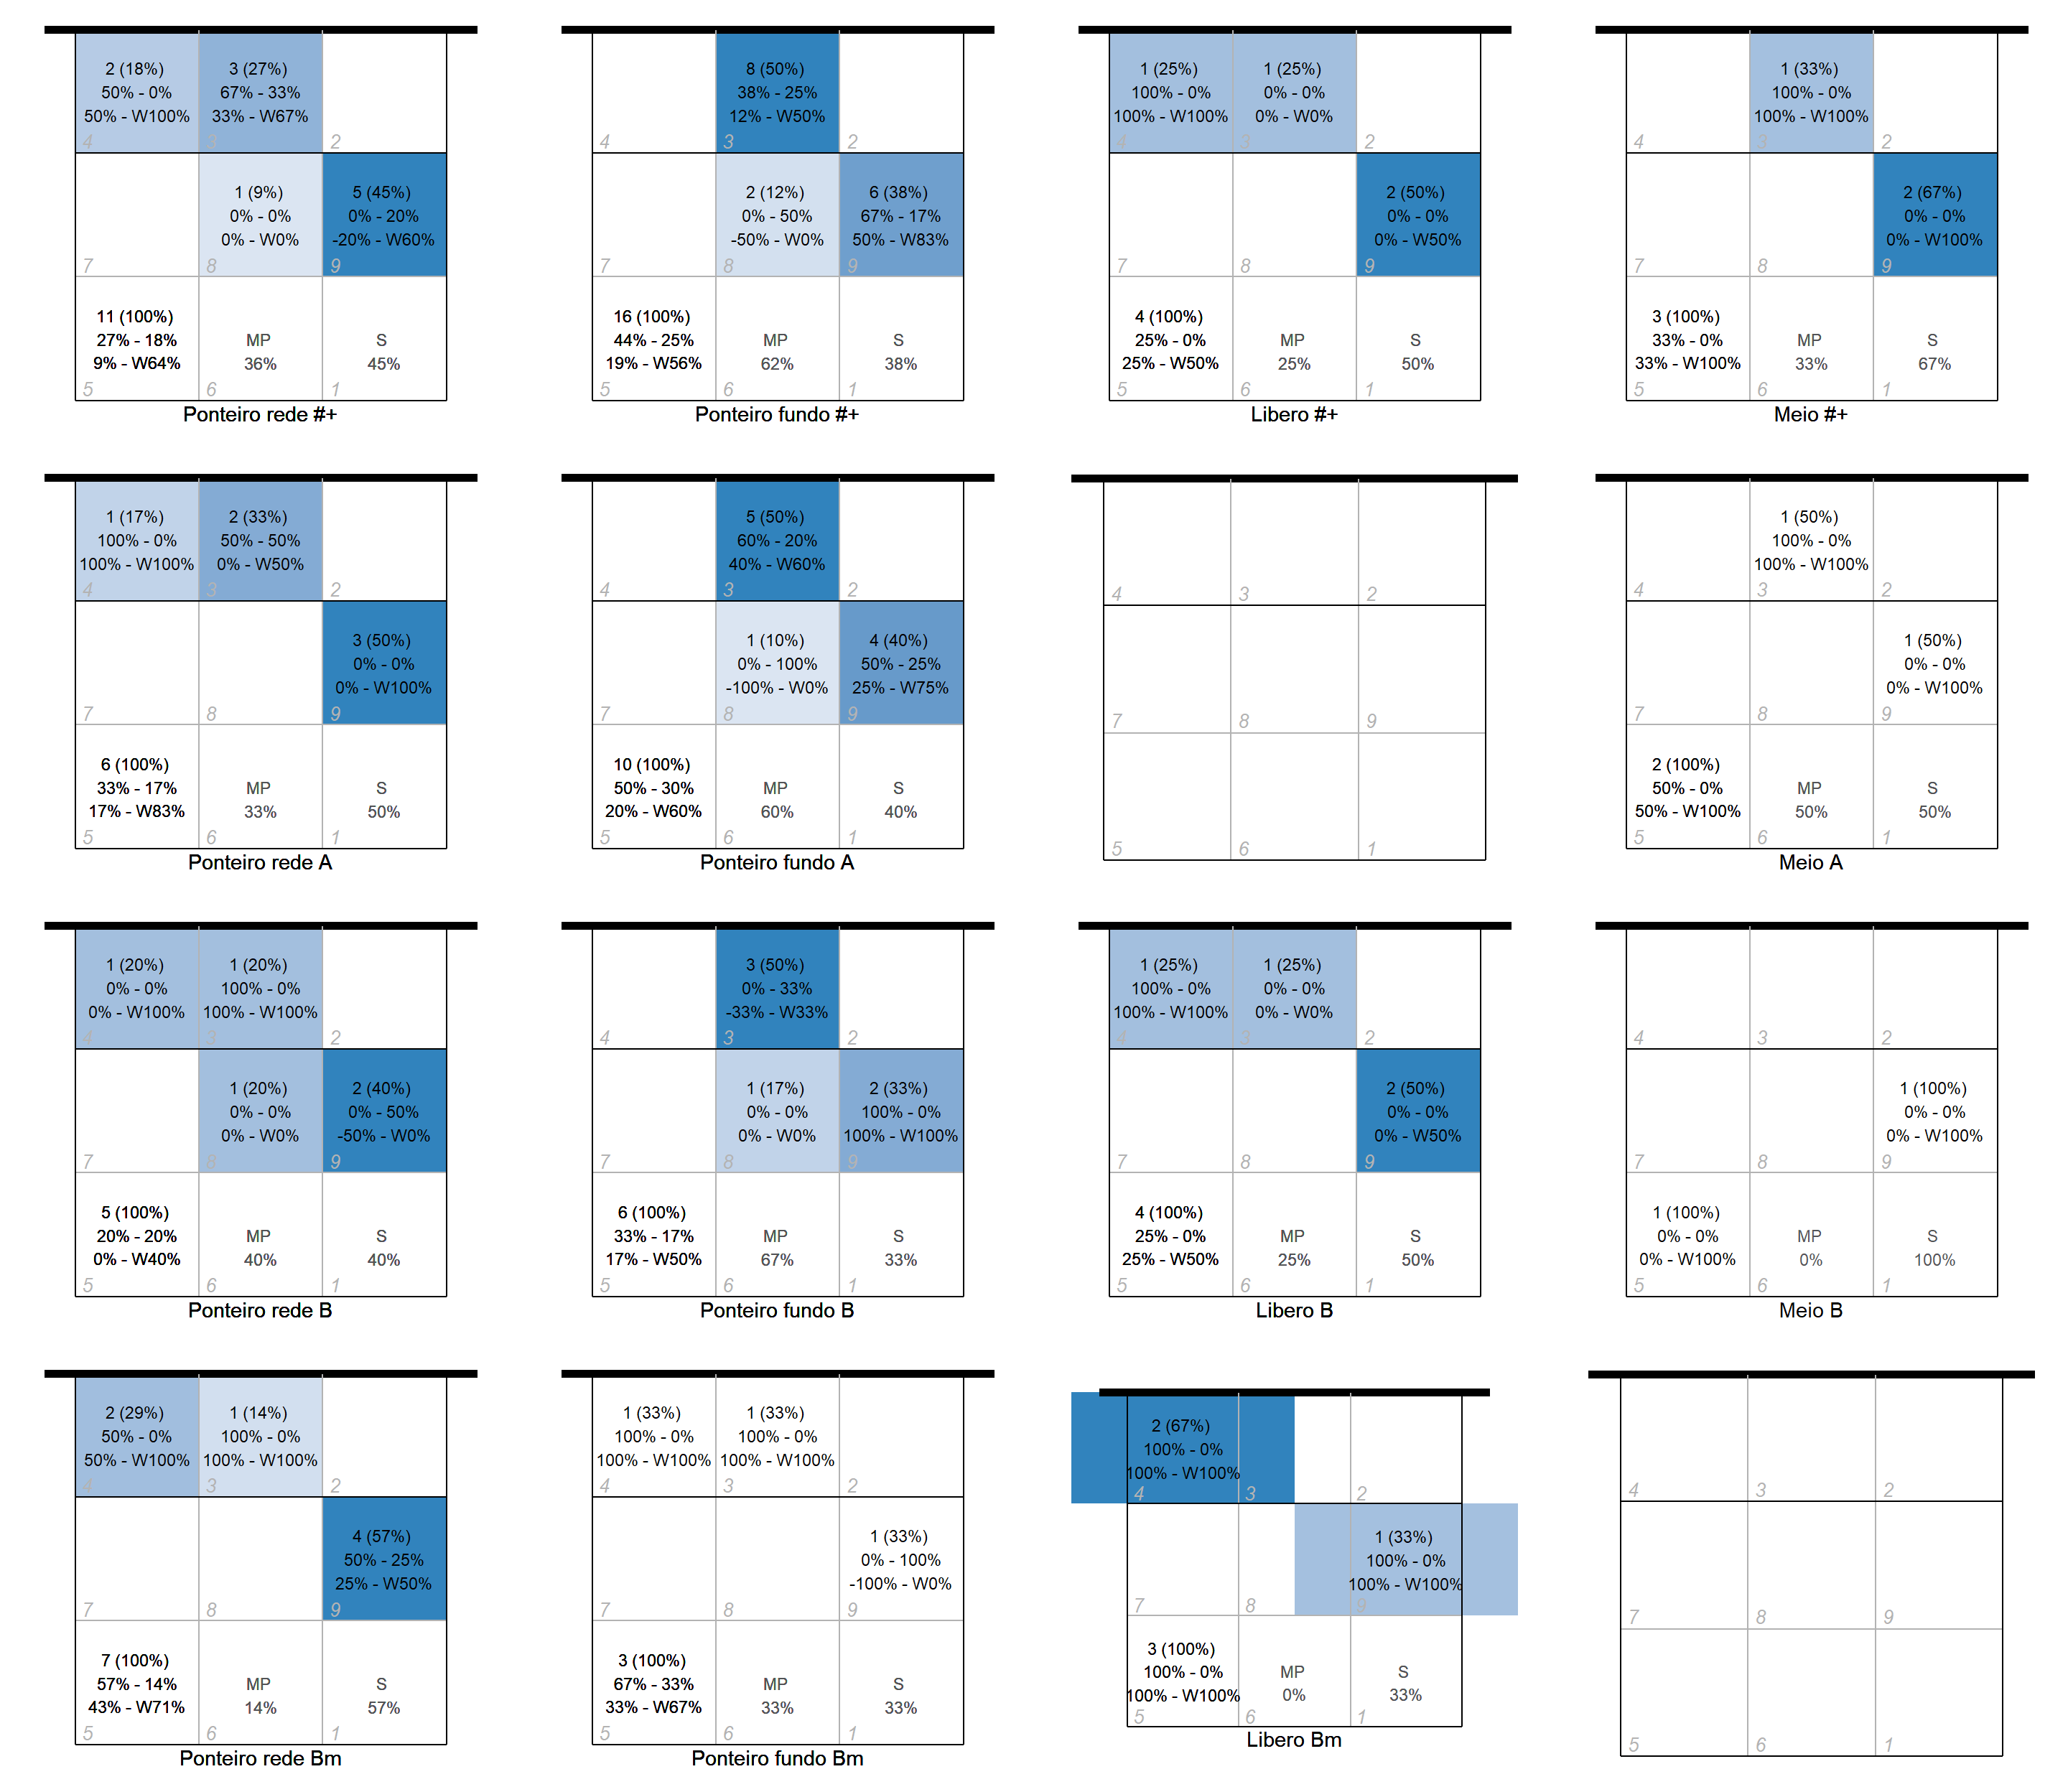 2 (18%)
50% - 0%
50% - W100%
4
3 (27%)
67% - 33%
33% - W67%
3
2
7
1 (9%)
0% - 0%
0% - W0%
8
5 (45%)
0% - 20%
-20% - W60%
9
11 (100%)
27% - 18%
9% - W64%
5
MP
36%
6
S
45%
1
Ponteiro rede #+
4
8 (50%)
38% - 25%
12% - W50%
3
2
7
2 (12%)
0% - 50%
-50% - W0%
8
6 (38%)
67% - 17%
50% - W83%
9
16 (100%)
44% - 25%
19% - W56%
5
MP
62%
6
S
38%
1
Ponteiro fundo #+
1 (25%)
100% - 0%
100% - W100%
4
1 (25%)
0% - 0%
0% - W0%
3
2
7
8
2 (50%)
0% - 0%
0% - W50%
9
4 (100%)
25% - 0%
25% - W50%
5
MP
25%
6
S
50%
1
Libero #+
4
1 (33%)
100% - 0%
100% - W100%
3
2
7
8
2 (67%)
0% - 0%
0% - W100%
9
3 (100%)
33% - 0%
33% - W100%
5
MP
33%
6
S
67%
1
Meio #+
1 (17%)
100% - 0%
100% - W100%
4
2 (33%)
50% - 50%
0% - W50%
3
2
7
8
3 (50%)
0% - 0%
0% - W100%
9
6 (100%)
33% - 17%
17% - W83%
5
MP
33%
6
S
50%
1
Ponteiro rede A
4
5 (50%)
60% - 20%
40% - W60%
3
2
7
1 (10%)
0% - 100%
-100% - W0%
8
4 (40%)
50% - 25%
25% - W75%
9
10 (100%)
50% - 30%
20% - W60%
5
MP
60%
6
S
40%
1
Ponteiro fundo A
4
3
2
7
8
9
5
6
1
4
1 (50%)
100% - 0%
100% - W100%
3
2
7
8
1 (50%)
0% - 0%
0% - W100%
9
2 (100%)
50% - 0%
50% - W100%
5
MP
50%
6
S
50%
1
Meio A
1 (20%)
0% - 0%
0% - W100%
4
1 (20%)
100% - 0%
100% - W100%
3
2
7
1 (20%)
0% - 0%
0% - W0%
8
2 (40%)
0% - 50%
-50% - W0%
9
5 (100%)
20% - 20%
0% - W40%
5
MP
40%
6
S
40%
1
Ponteiro rede B
4
3 (50%)
0% - 33%
-33% - W33%
3
2
7
1 (17%)
0% - 0%
0% - W0%
8
2 (33%)
100% - 0%
100% - W100%
9
6 (100%)
33% - 17%
17% - W50%
5
MP
67%
6
S
33%
1
Ponteiro fundo B
1 (25%)
100% - 0%
100% - W100%
4
1 (25%)
0% - 0%
0% - W0%
3
2
7
8
2 (50%)
0% - 0%
0% - W50%
9
4 (100%)
25% - 0%
25% - W50%
5
MP
25%
6
S
50%
1
Libero B
4
3
2
7
8
1 (100%)
0% - 0%
0% - W100%
9
1 (100%)
0% - 0%
0% - W100%
5
MP
0%
6
S
100%
1
Meio B
2 (29%)
50% - 0%
50% - W100%
4
1 (14%)
100% - 0%
100% - W100%
3
2
7
8
4 (57%)
50% - 25%
25% - W50%
9
7 (100%)
57% - 14%
43% - W71%
5
MP
14%
6
S
57%
1
Ponteiro rede Bm
1 (33%)
100% - 0%
100% - W100%
4
1 (33%)
100% - 0%
100% - W100%
3
2
7
8
1 (33%)
0% - 100%
-100% - W0%
9
3 (100%)
67% - 33%
33% - W67%
5
MP
33%
6
S
33%
1
Ponteiro fundo Bm
2 (67%)
100% - 0%
100% - W100%
4
3
2
7
8
1 (33%)
100% - 0%
100% - W100%
9
3 (100%)
100% - 0%
100% - W100%
5
MP
0%
6
S
33%
1
Libero Bm
4
3
2
7
8
9
5
6
1